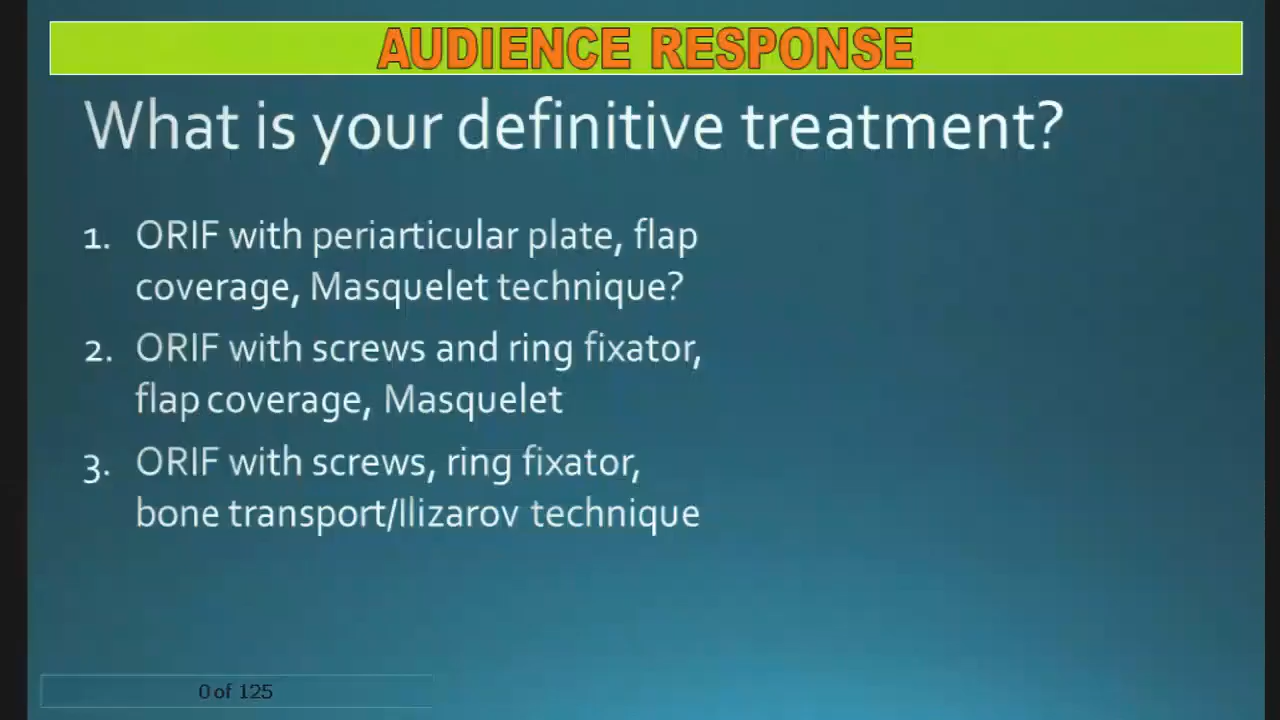 AUDIENCE RESPONSE
What is your definitive treatment?
1. ORIF with periarticular plate, flap
coverage, Masquelet technique?
2. ORIF with screws and ring fixator,
flap coverage, Masquelet
3. ORIF with screws, ring fixator,
bone transport/Ilizarov technique
0 of 125